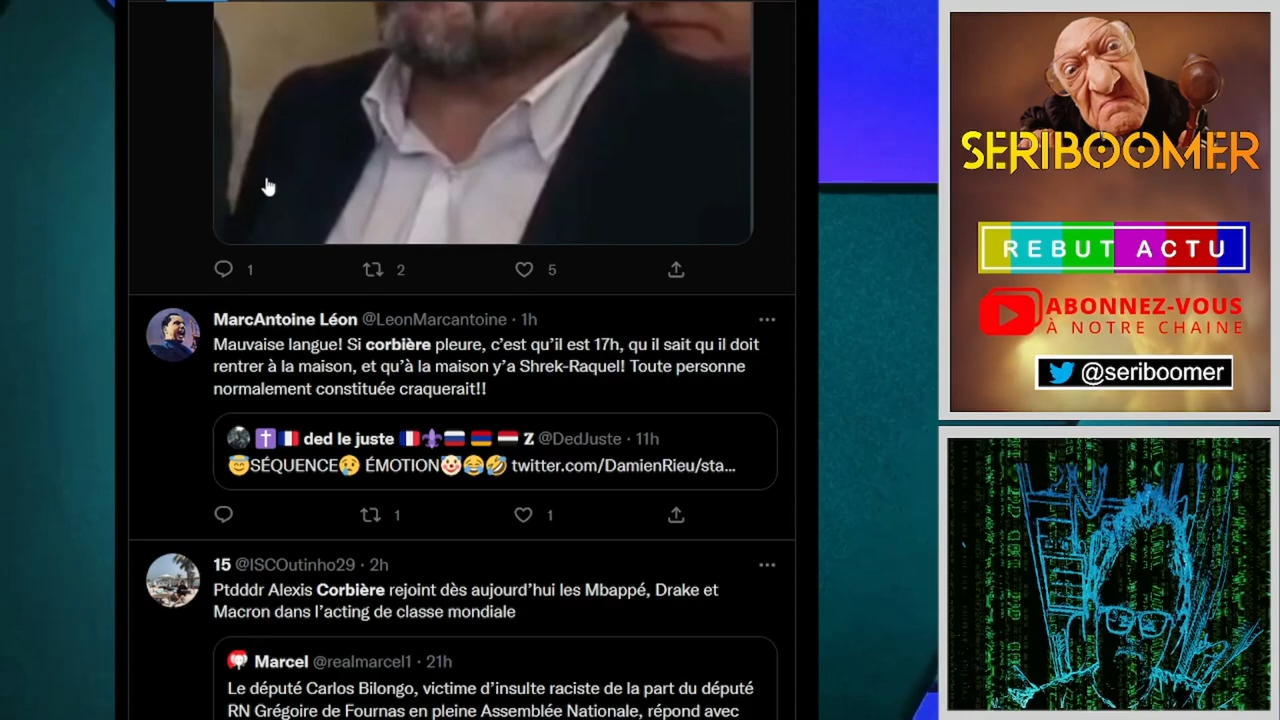 1 2 5
MarcAntoine Léon @LeonMarcantoine · 1h
Mauvaise langue! Si corbière pleure, c’est qu’il est 17h, qu il sait qu il doit
rentrer à la maison, et qu’à la maison y’a Shrek-Raquel! Toute personne
normalement constituée craquerait!!
ded le juste Z @DedJuste · 11h
😇SÉQUENCE😥 ÉMOTION🤡😂🤣 twitter.com/DamienRieu/sta...
1 1
15 @ISCOutinho29 · 2h
Ptdddr Alexis Corbière rejoint dès aujourd’hui les Mbappé, Drake et
Macron dans l’acting de classe mondiale
Marcel @realmarcel1 · 21h
Le député Carlos Bilongo, victime d’insulte raciste de la part du député
RN Grégoire de Fournas en pleine Assemblée Nationale, répond avec
SERIBOOMER
REBUT ACTU
ABONNEZ-VOUS
À NOTRE CHAINE
@seriboomer